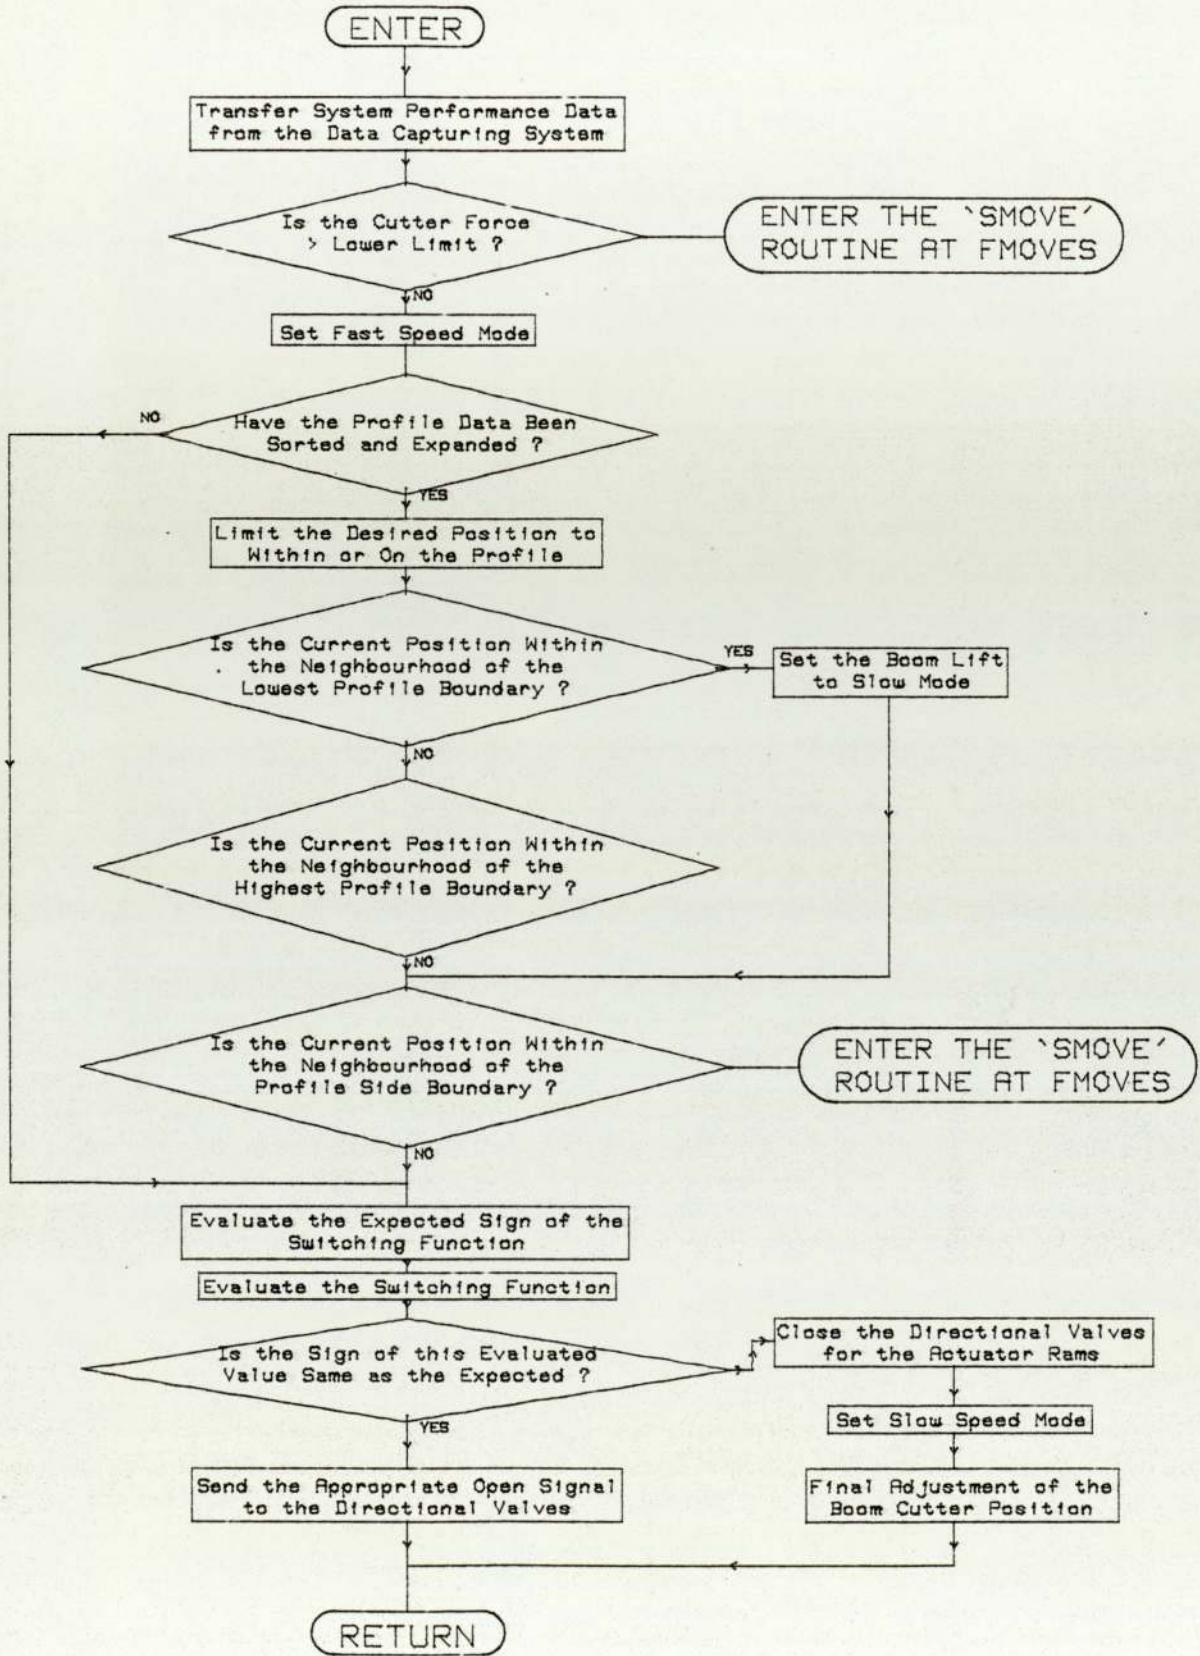 ENTER
Transfer System Performance Data
from the Data Capturing System
Is the Cutter Force
> Lower Limit ?
ENTER THE `SMOVE'
ROUTINE AT FMOVES
NO
Set Fast Speed Mode
NO
Have the Profile Data Been
Sorted and Expanded ?
YES
Limit the Desired Position to
Within or On the Profile
Is the Current Position Within
the Neighbourhood of the
Lowest Profile Boundary ?
YES
Set the Boom Lift
to Slow Mode
NO
Is the Current Position Within
the Neighbourhood of the
Highest Profile Boundary ?
NO
Is the Current Position Within
the Neighbourhood of the
Profile Side Boundary ?
ENTER THE `SMOVE'
ROUTINE AT FMOVES
NO
Evaluate the Expected Sign of the
Switching Function
Evaluate the Switching Function
Is the Sign of this Evaluated
Value Same as the Expected ?
Close the Directional Valves
for the Actuator Rams
YES
Set Slow Speed Mode
Send the Appropriate Open Signal
to the Directional Valves
Final Adjustment of the
Boom Cutter Position
RETURN